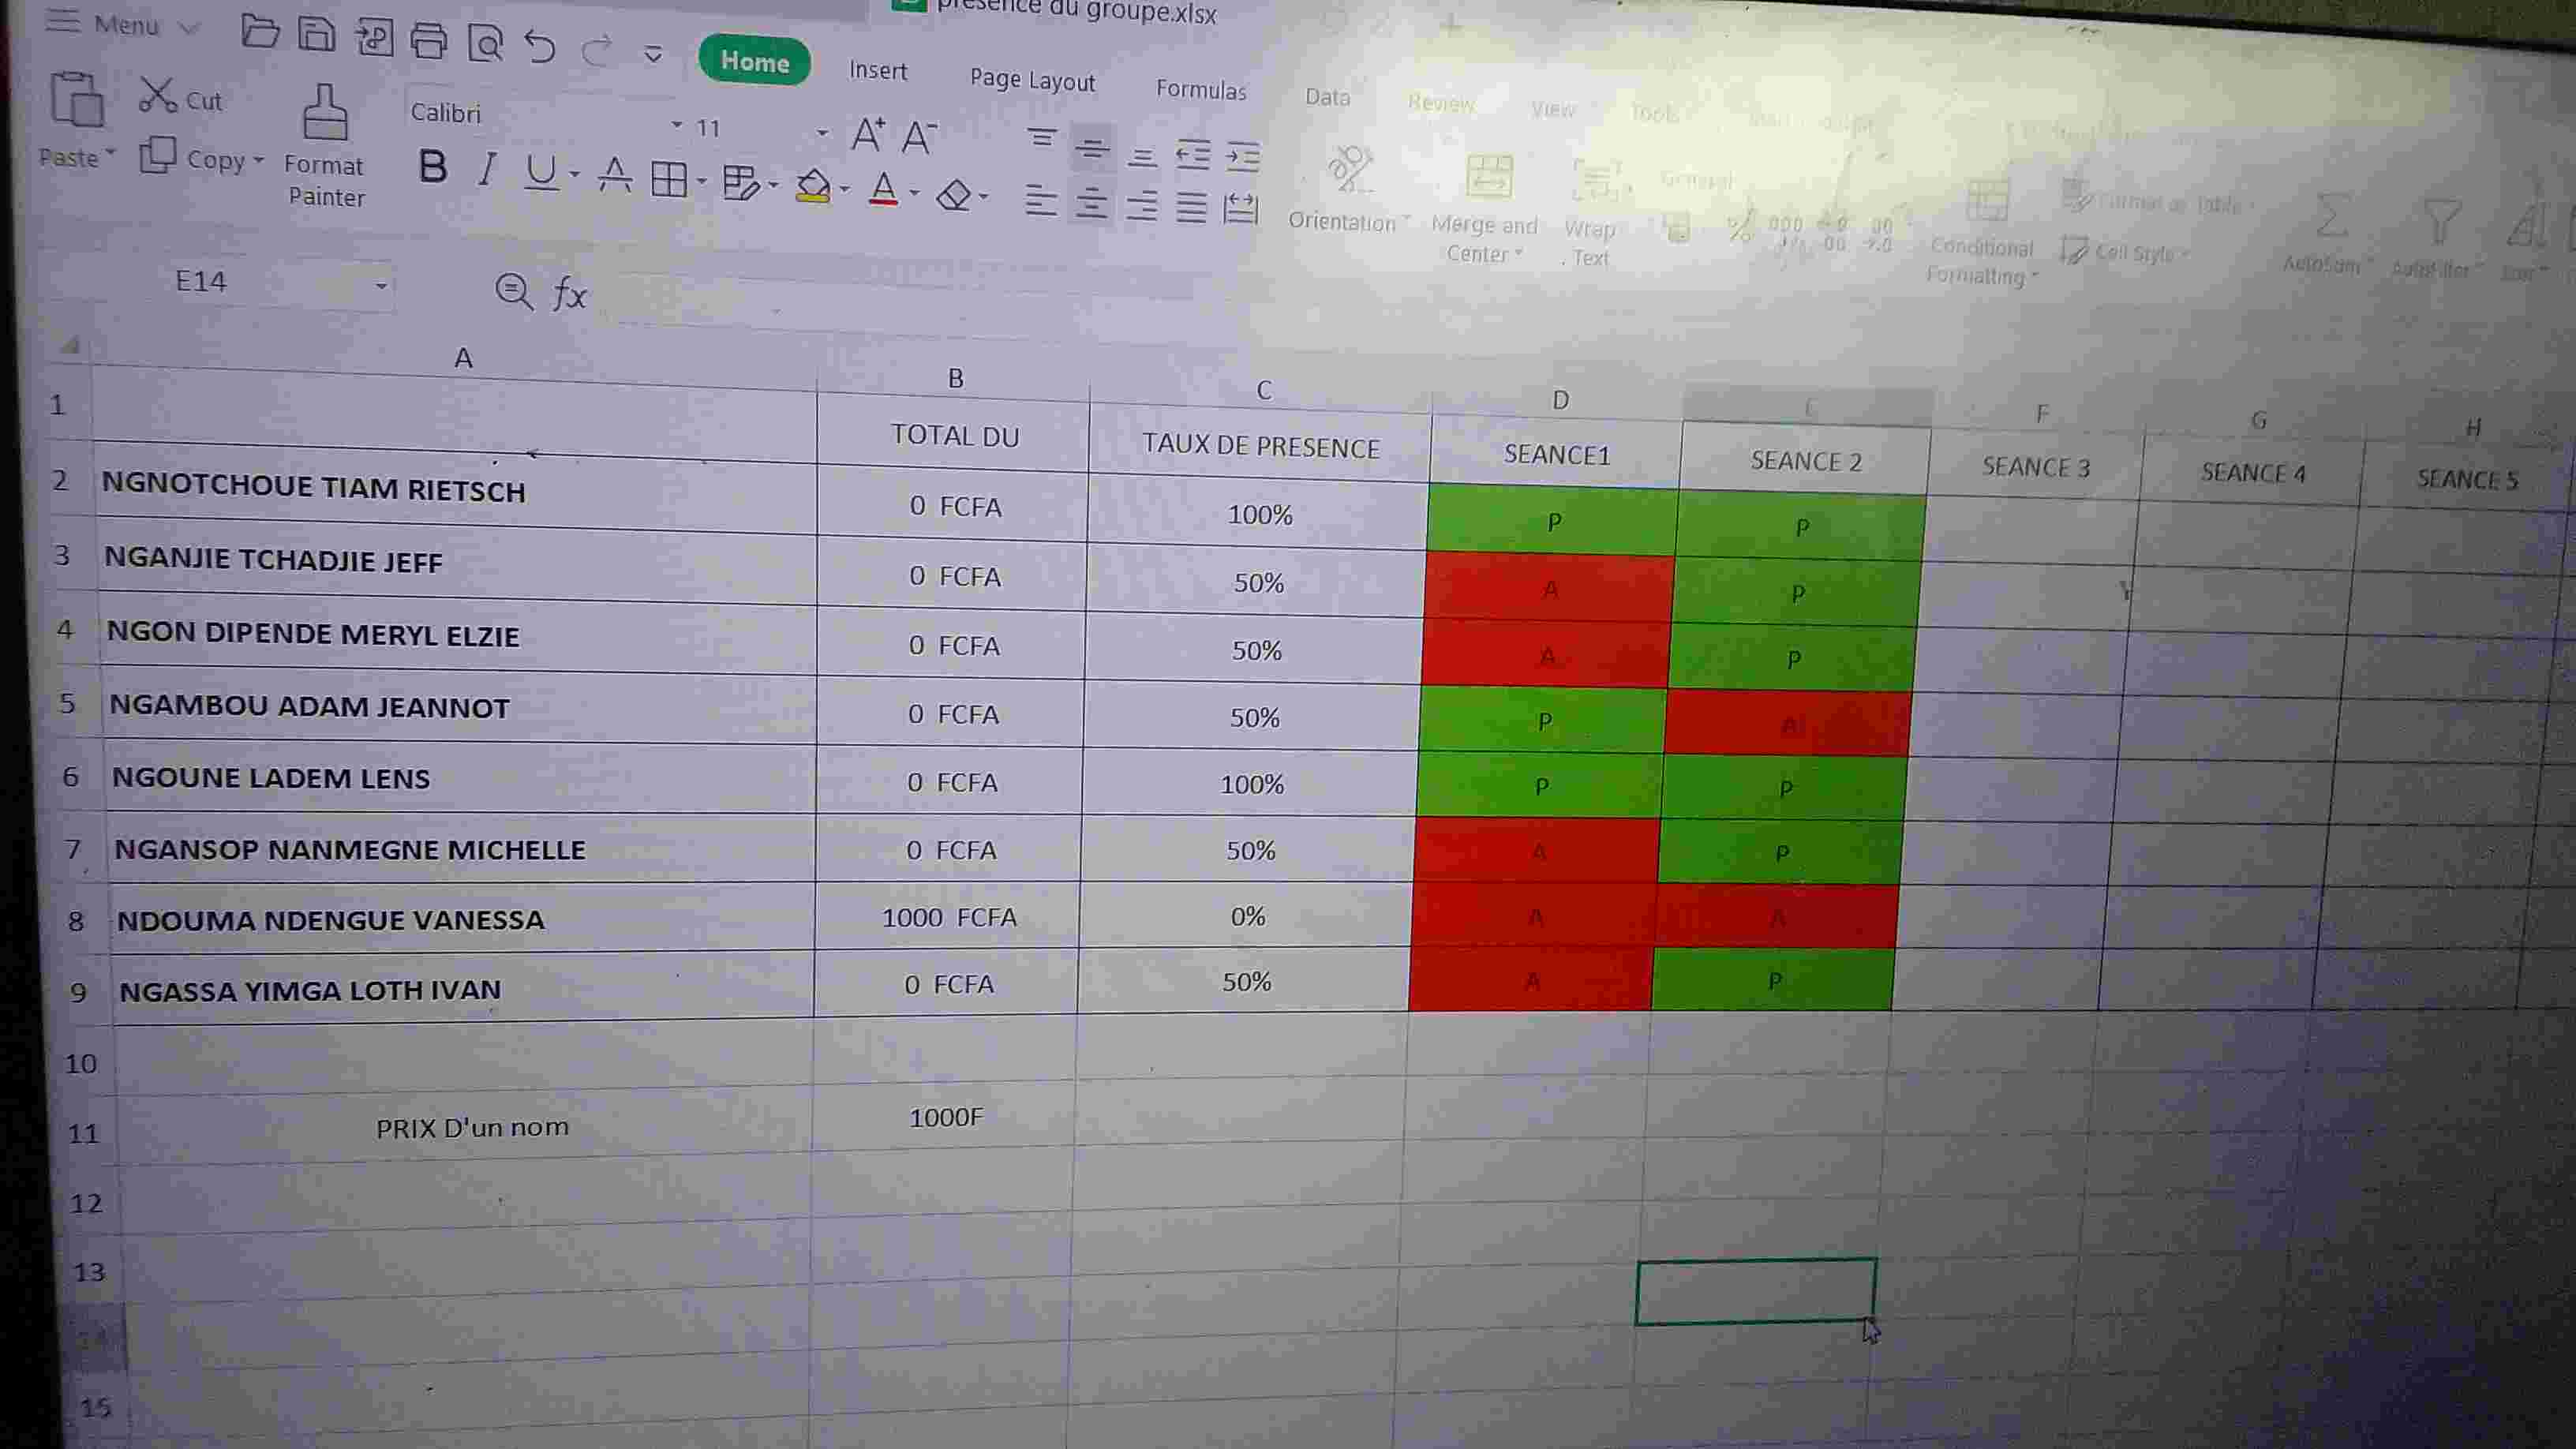 présence du groupe.xlsx
Menu
Home Insert Page Layout Formulas Data Review View Tools
Paste Cut Copy Format Painter
Calibri 11
B I U A
Orientation Merge and Center Wrap Text General Conditional Formatting Format as Table Cell Style AutoSum AutoFilter
E14 fx
A B C D E F G H
1 TOTAL DU TAUX DE PRESENCE SEANCE1 SEANCE 2 SEANCE 3 SEANCE 4 SEANCE 5
2 NGNOTCHOUE TIAM RIETSCH 0 FCFA 100% P P
3 NGANJIE TCHADJIE JEFF 0 FCFA 50% A P
4 NGON DIPENDE MERYL ELZIE 0 FCFA 50% A P
5 NGAMBOU ADAM JEANNOT 0 FCFA 50% P A
6 NGOUNE LADEM LENS 0 FCFA 100% P P
7 NGANSOP NANMEGNE MICHELLE 0 FCFA 50% A P
8 NDOUMA NDENGUE VANESSA 1000 FCFA 0% A A
9 NGASSA YIMGA LOTH IVAN 0 FCFA 50% A P
10
11 PRIX D'un nom 1000F
12
13
14
15